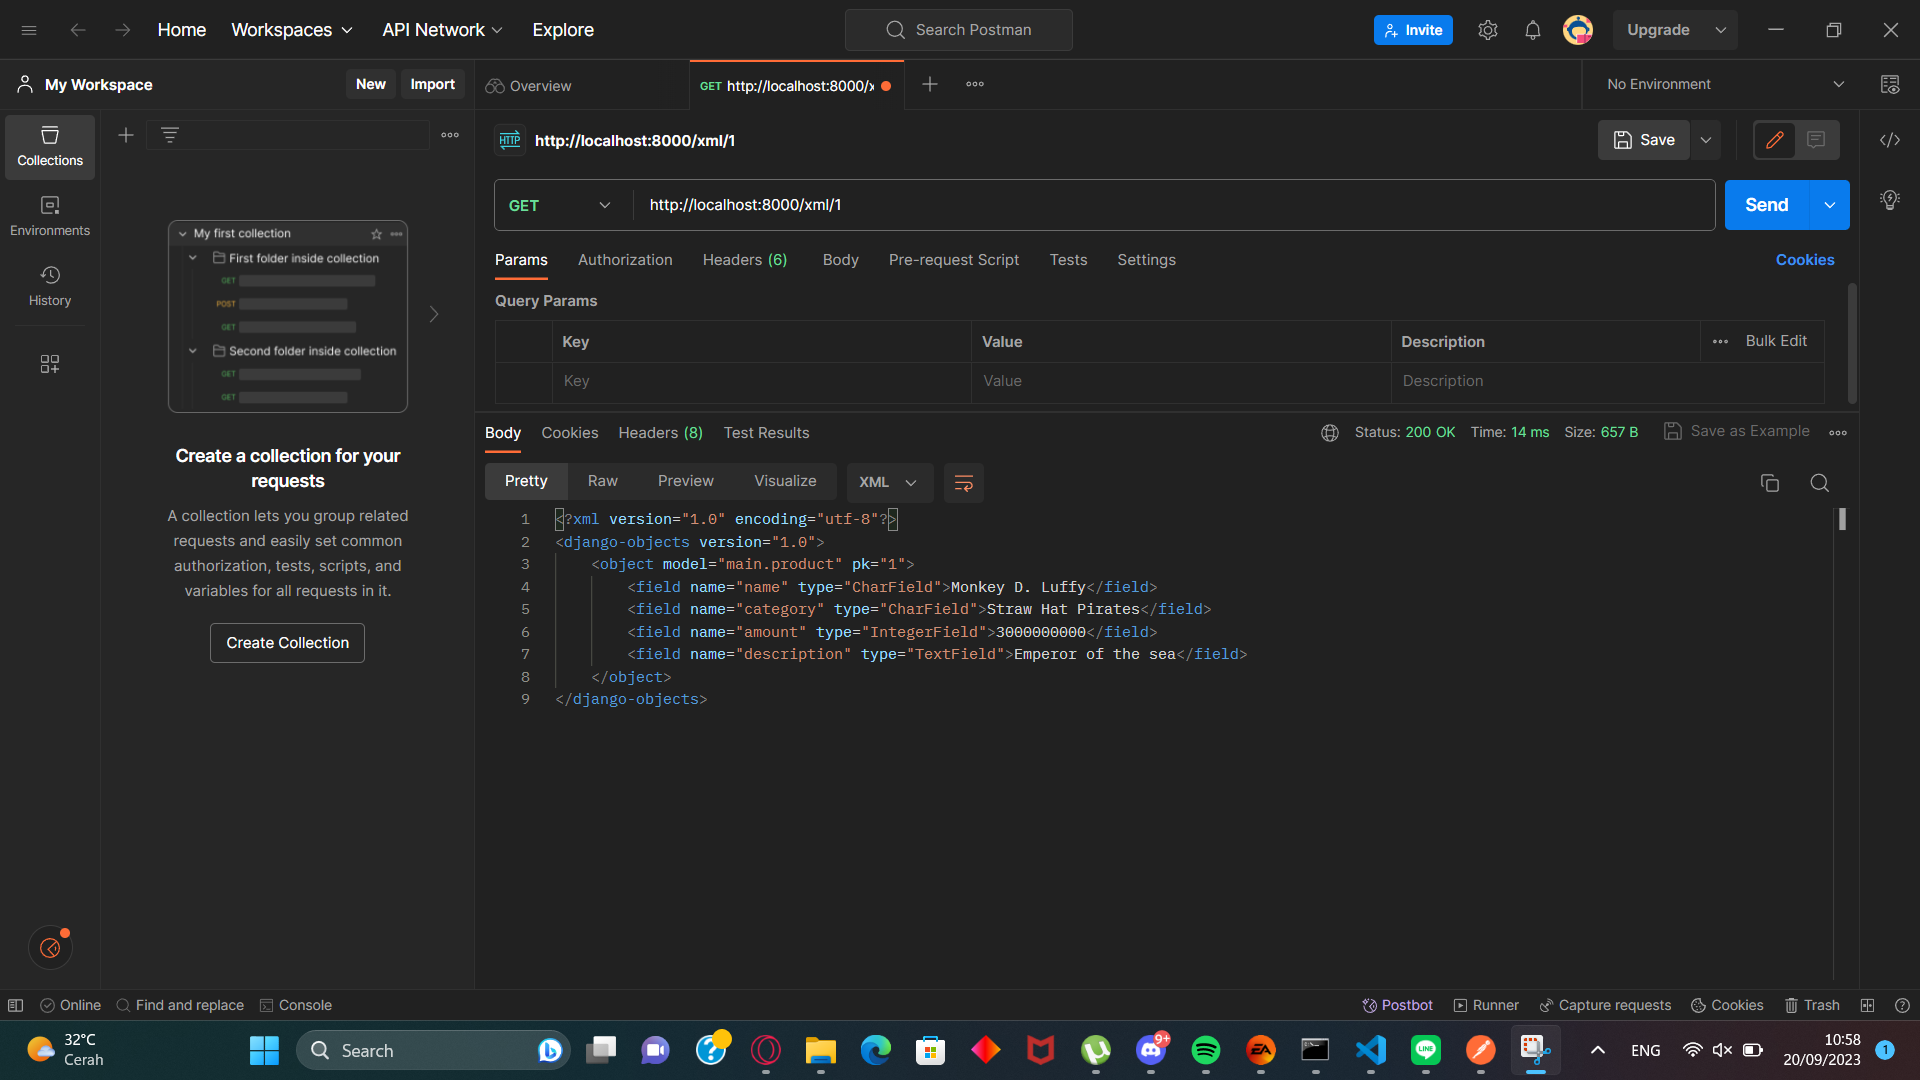 Home Workspaces API Network Explore Search Postman Invite Upgrade
My Workspace New Import Overview GET http://localhost:8000/x No Environment
HTTP http://localhost:8000/xml/1 Save
Collections
Environments
History
GET http://localhost:8000/xml/1 Send
Params Authorization Headers (6) Body Pre-request Script Tests Settings Cookies
Query Params
Key Value Description Bulk Edit
Key Value Description
My first collection
First folder inside collection
GET
POST
GET
Second folder inside collection
GET
GET
Create a collection for your
requests
A collection lets you group related
requests and easily set common
authorization, tests, scripts, and
variables for all requests in it.
Create Collection
Body Cookies Headers (8) Test Results Status: 200 OK Time: 14 ms Size: 657 B Save as Example
Pretty Raw Preview Visualize XML
1 <?xml version="1.0" encoding="utf-8"?>
2 <django-objects version="1.0">
3 <object model="main.product" pk="1">
4 <field name="name" type="CharField">Monkey D. Luffy</field>
5 <field name="category" type="CharField">Straw Hat Pirates</field>
6 <field name="amount" type="IntegerField">3000000000</field>
7 <field name="description" type="TextField">Emperor of the sea</field>
8 </object>
9 </django-objects>
Online Find and replace Console Postbot Runner Capture requests Cookies Trash
32°C
Cerah
Search
9+
EA
LINE
ENG
10:58
20/09/2023
1